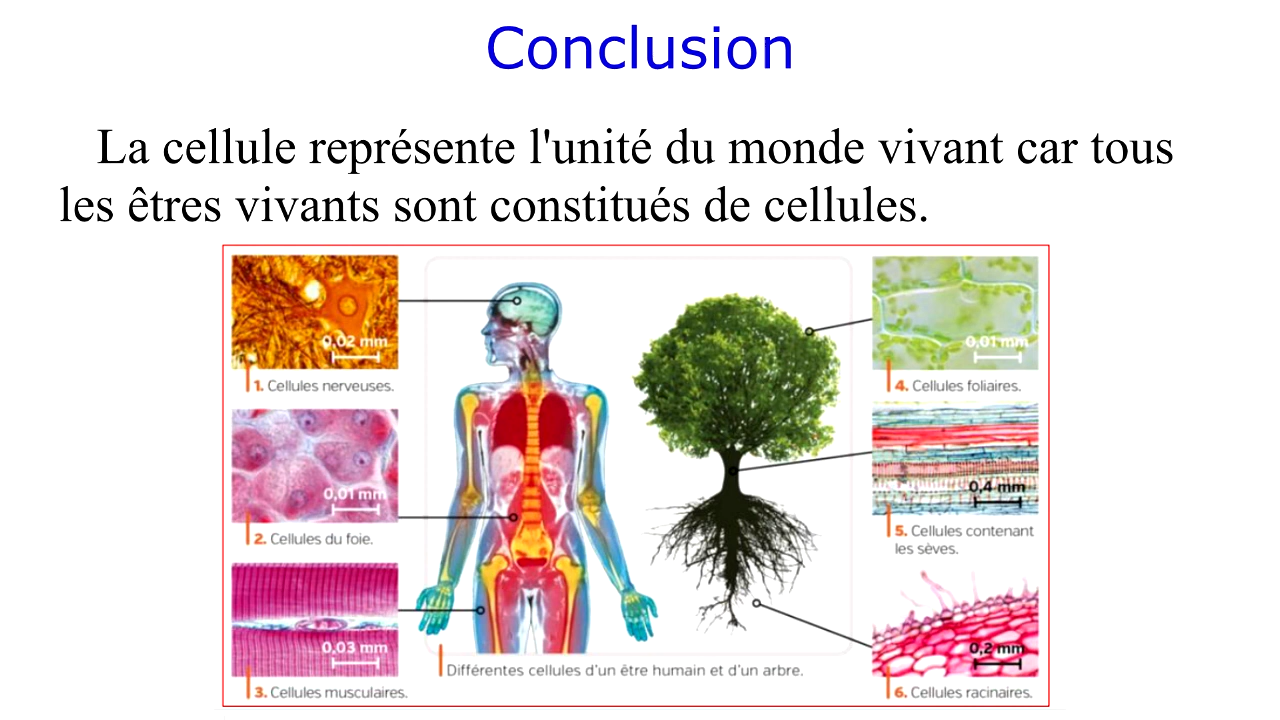 Conclusion
La cellule représente l'unité du monde vivant car tous
les êtres vivants sont constitués de cellules.
0,02 mm
1. Cellules nerveuses.
0,01 mm
2. Cellules du foie.
0,03 mm
3. Cellules musculaires.
Différentes cellules d'un être humain et d'un arbre.
0,01 mm
4. Cellules foliaires.
0,4 mm
5. Cellules contenant
les sèves.
0,2 mm
6. Cellules racinaires.